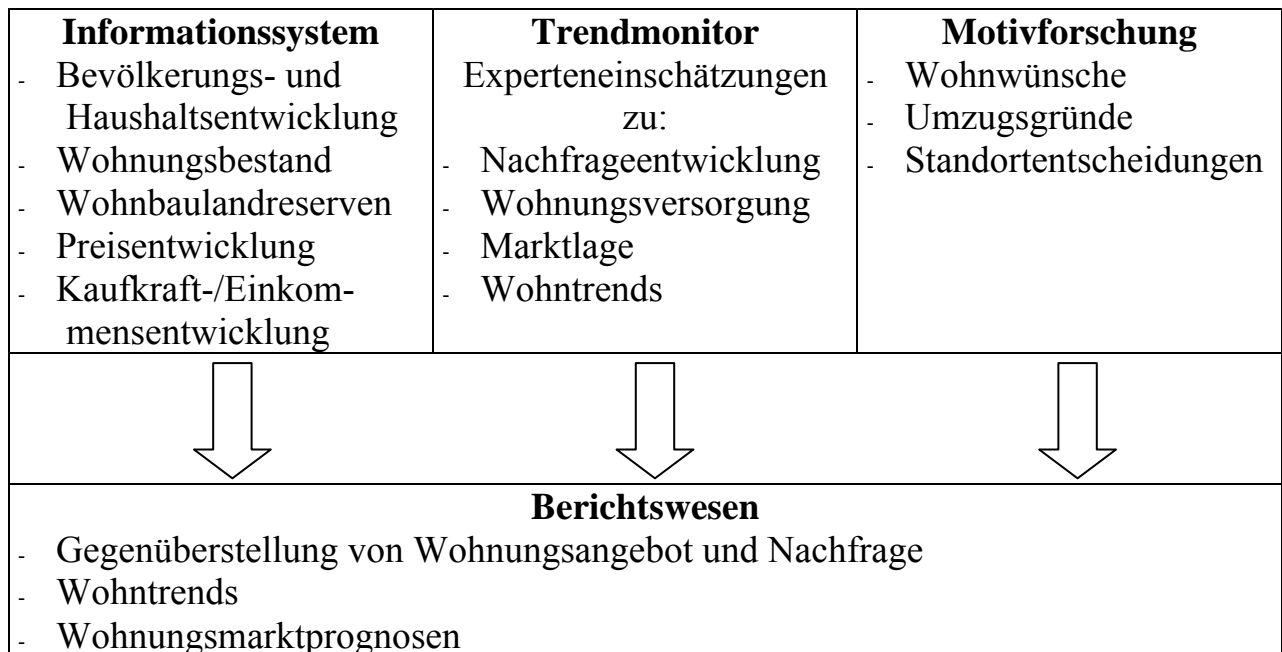 Informationssystem
- Bevölkerungs- und
Haushaltsentwicklung
- Wohnungsbestand
- Wohnbaulandreserven
- Preisentwicklung
- Kaufkraft-/Einkom-
mensentwicklung
Trendmonitor
Experteneinschätzungen
zu:
- Nachfrageentwicklung
- Wohnungsversorgung
- Marktlage
- Wohntrends
Motivforschung
- Wohnwünsche
- Umzugsgründe
- Standortentscheidungen
Berichtswesen
- Gegenüberstellung von Wohnungsangebot und Nachfrage
- Wohntrends
- Wohnungsmarktprognosen